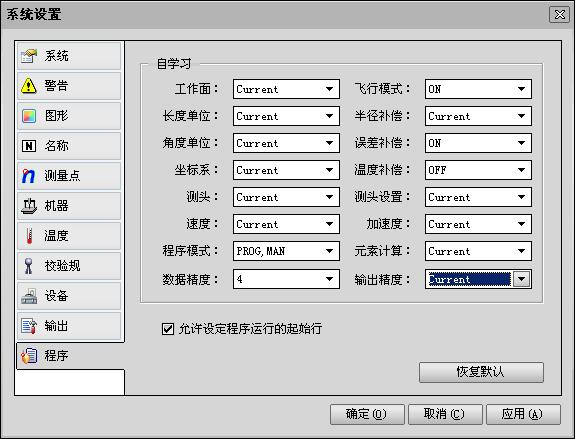 系统设置
系统
警告
图形
名称
测量点
机器
温度
校验规
设备
输出
程序
自学习
工作面： Current 飞行模式： ON
长度单位： Current 半径补偿： Current
角度单位： Current 误差补偿： ON
坐标系： Current 温度补偿： OFF
测头： Current 测头设置： Current
速度： Current 加速度： Current
程序模式： PROG,MAN 元素计算： Current
数据精度： 4 输出精度： Current
允许设定程序运行的起始行
恢复默认
确定(O) 取消(C) 应用(A)